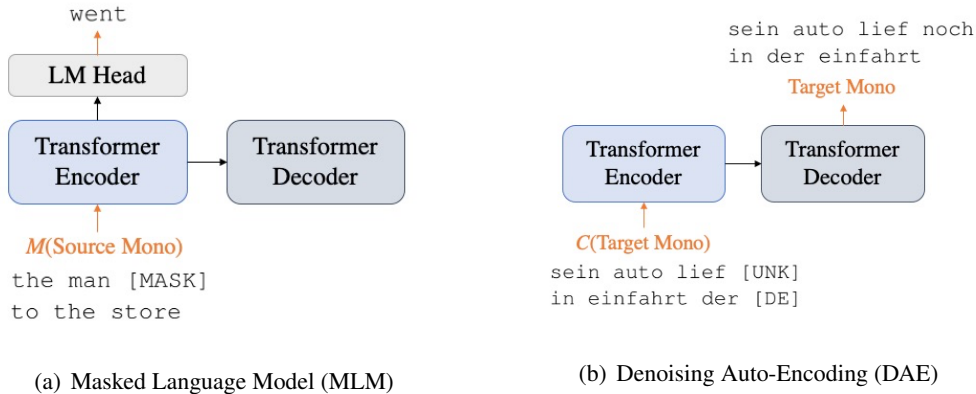 went
LM Head
Transformer
Encoder
Transformer
Decoder
M(Source Mono)
the man [MASK]
to the store
(a) Masked Language Model (MLM)
sein auto lief noch
in der einfahrt
Target Mono
Transformer
Encoder
Transformer
Decoder
C(Target Mono)
sein auto lief [UNK]
in einfahrt der [DE]
(b) Denoising Auto-Encoding (DAE)